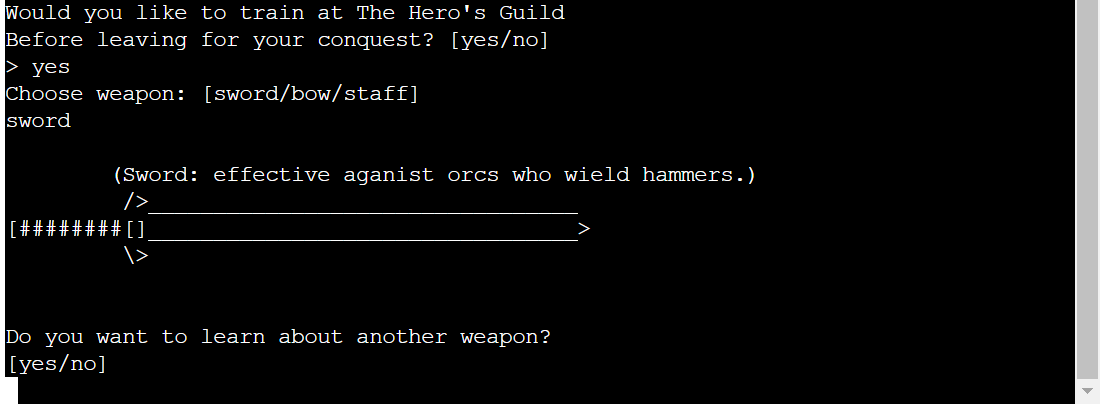 Would you like to train at The Hero's Guild
Before leaving for your conquest? [yes/no]
> yes
Choose weapon: [sword/bow/staff]
sword
(Sword: effective aganist orcs who wield hammers.)
/>_________________________________
[########[]_________________________________>
\>
Do you want to learn about another weapon?
[yes/no]